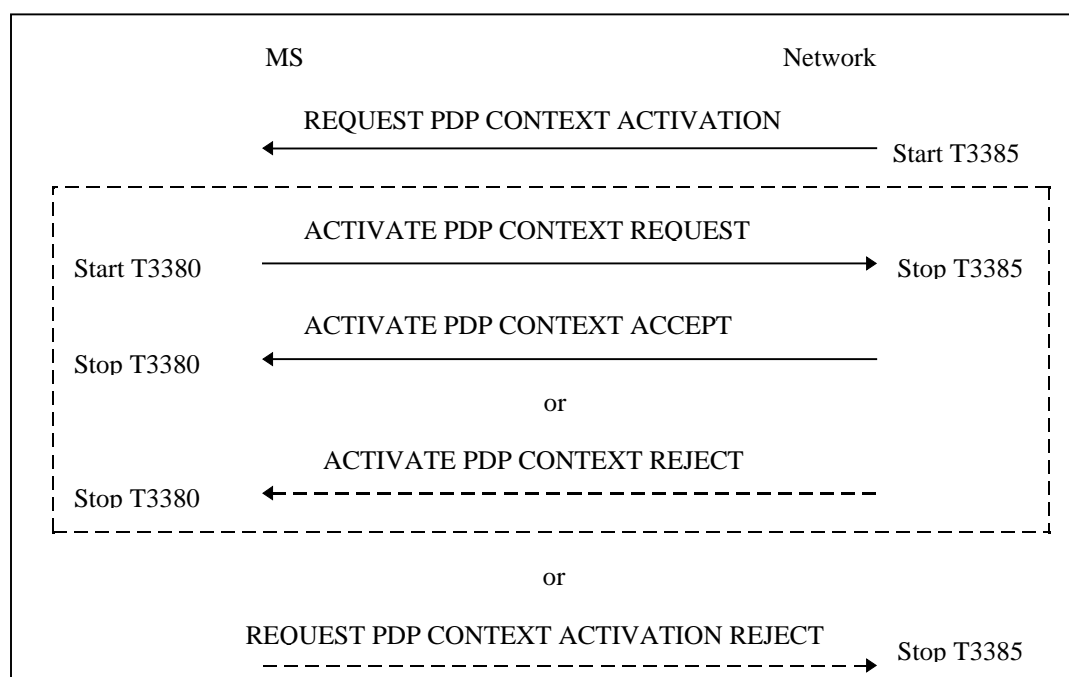 MS Network
REQUEST PDP CONTEXT ACTIVATION
Start T3385
ACTIVATE PDP CONTEXT REQUEST
Start T3380 Stop T3385
ACTIVATE PDP CONTEXT ACCEPT
Stop T3380
or
ACTIVATE PDP CONTEXT REJECT
Stop T3380
or
REQUEST PDP CONTEXT ACTIVATION REJECT
Stop T3385